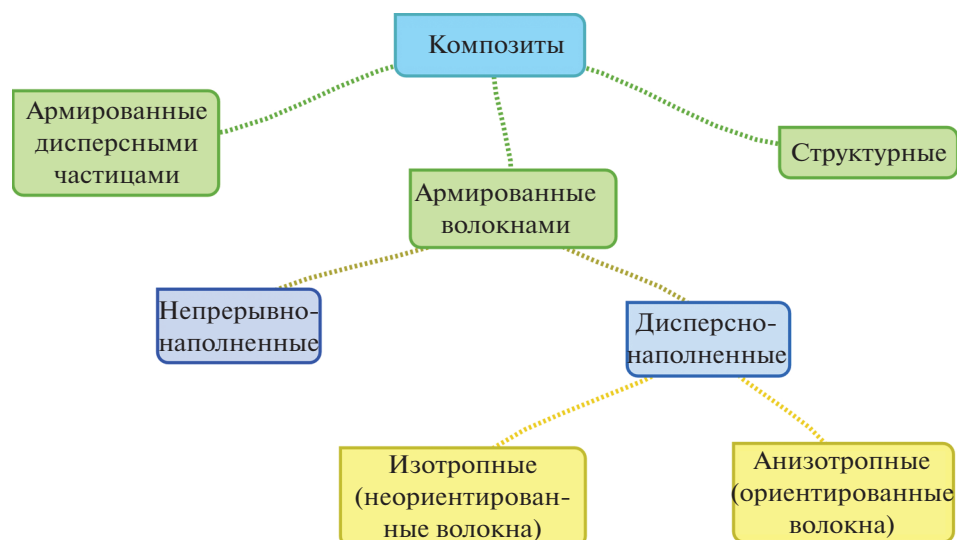 Композиты
Армированные
дисперсными
частицами
Структурные
Армированные
волокнами
Непрерывно-
наполненные
Дисперсно-
наполненные
Изотропные
(неориентирован-
ные волокна)
Анизотропные
(ориентированные
волокна)